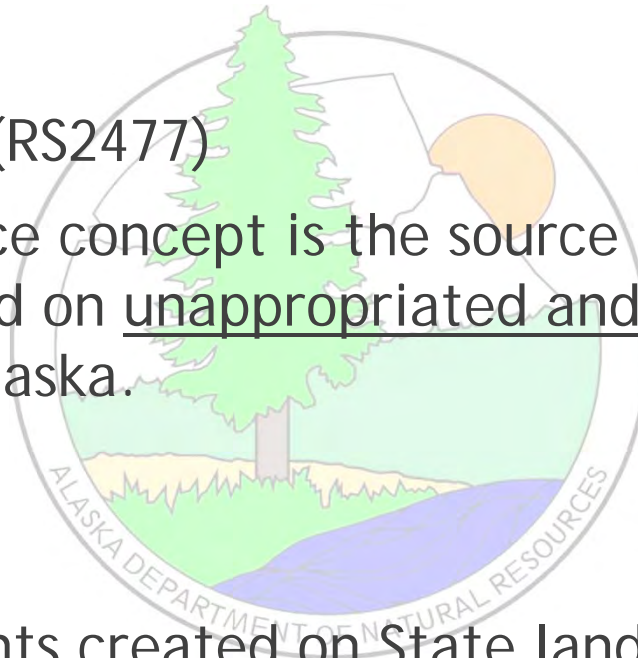 (RS2477)
ce concept is the source
d on unappropriated and
laska.
ALASKA DEPARTMENT OF NATURAL RESOURCES
nts created on State land